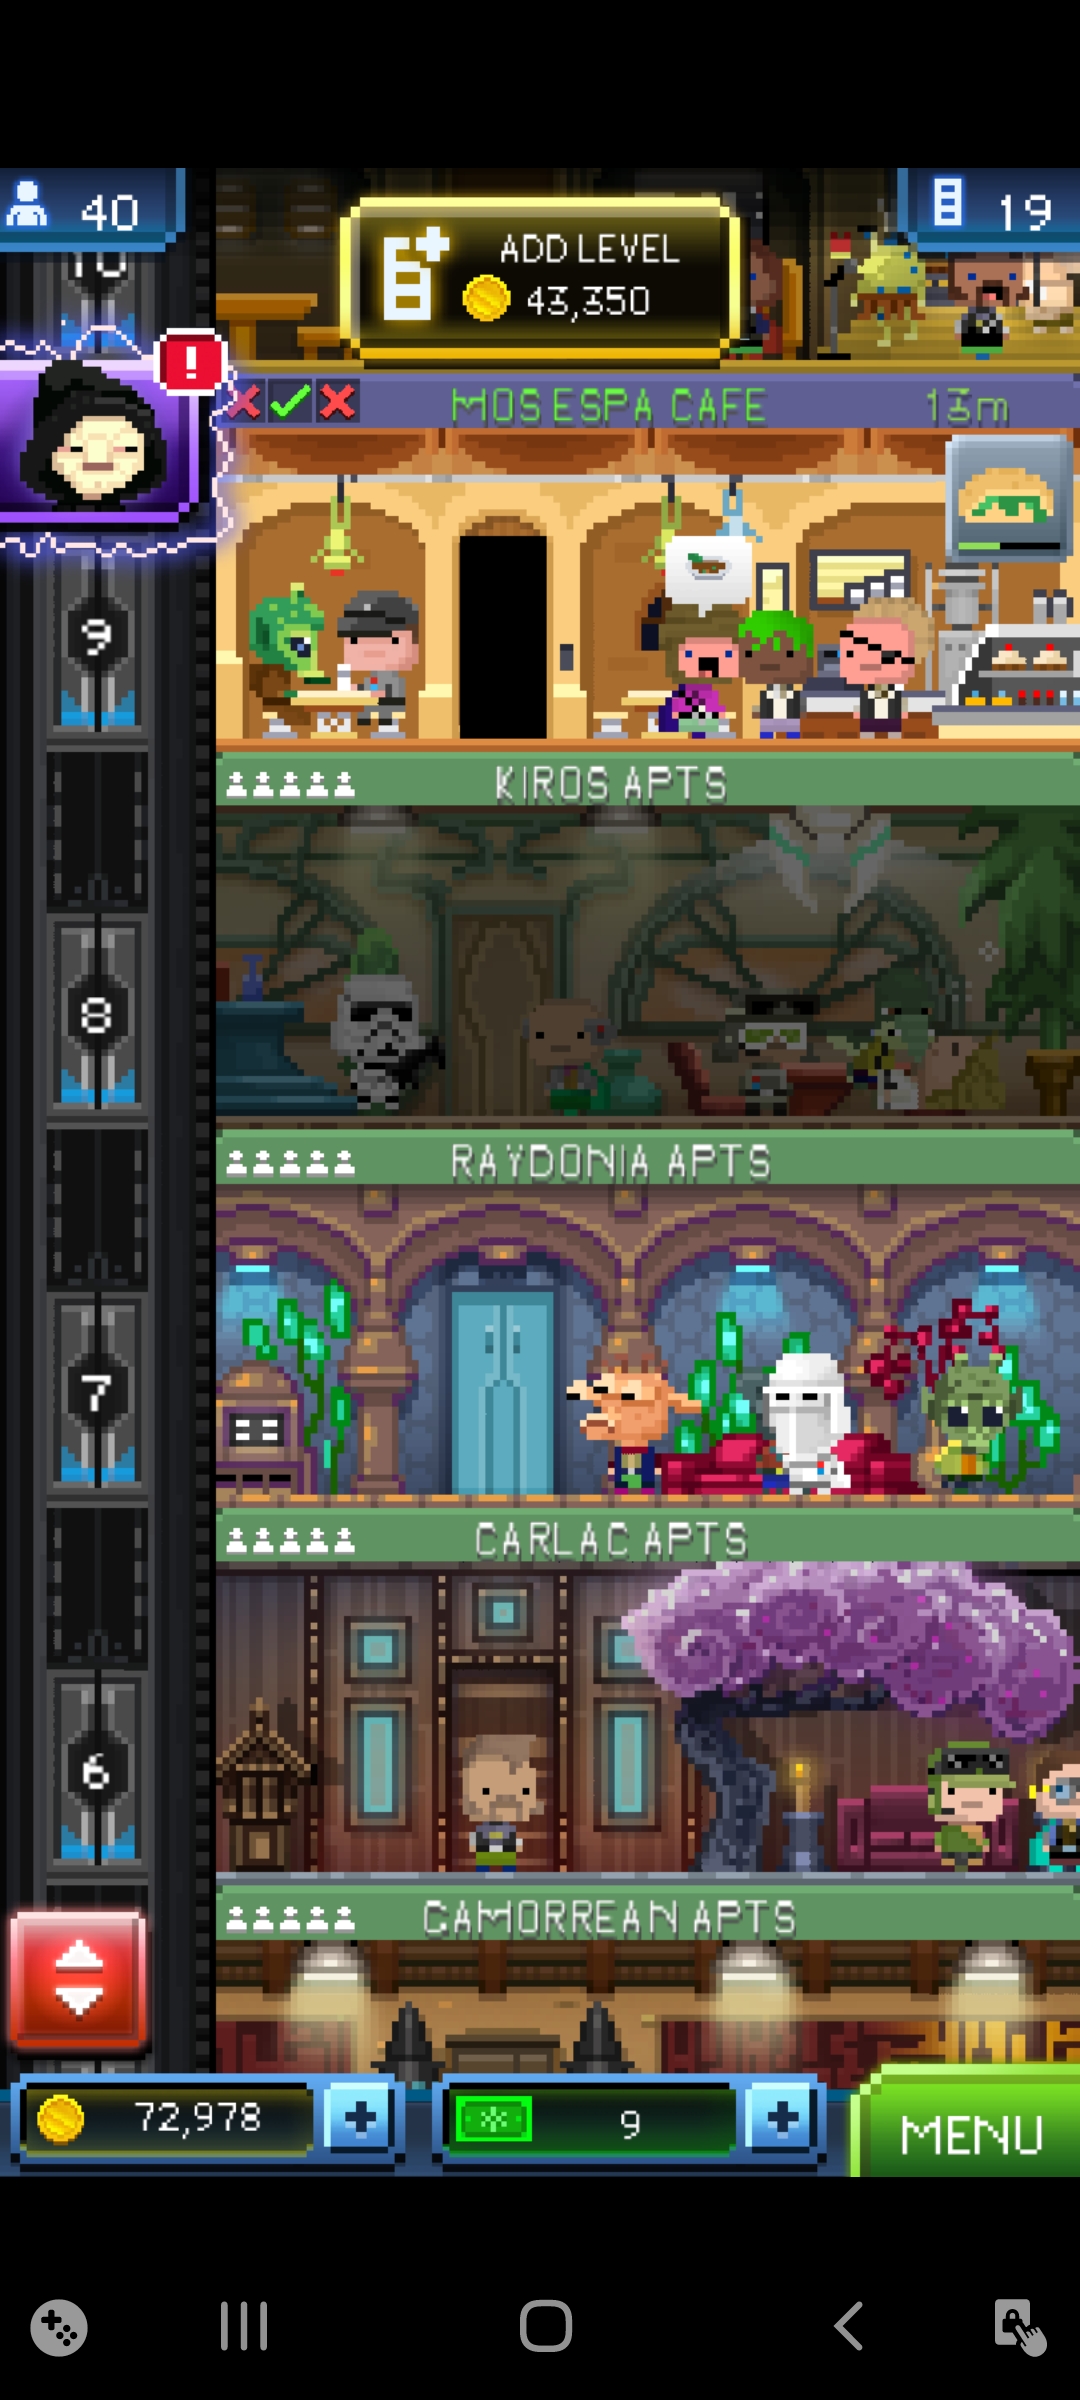 40
ADD LEVEL
43,350
19
10
!
MOS ESPA CAFE
13m
9
KIROS APTS
8
RAYDONIA APTS
7
CARLAC APTS
6
CAMORREAN APTS
72,978
9
MENU